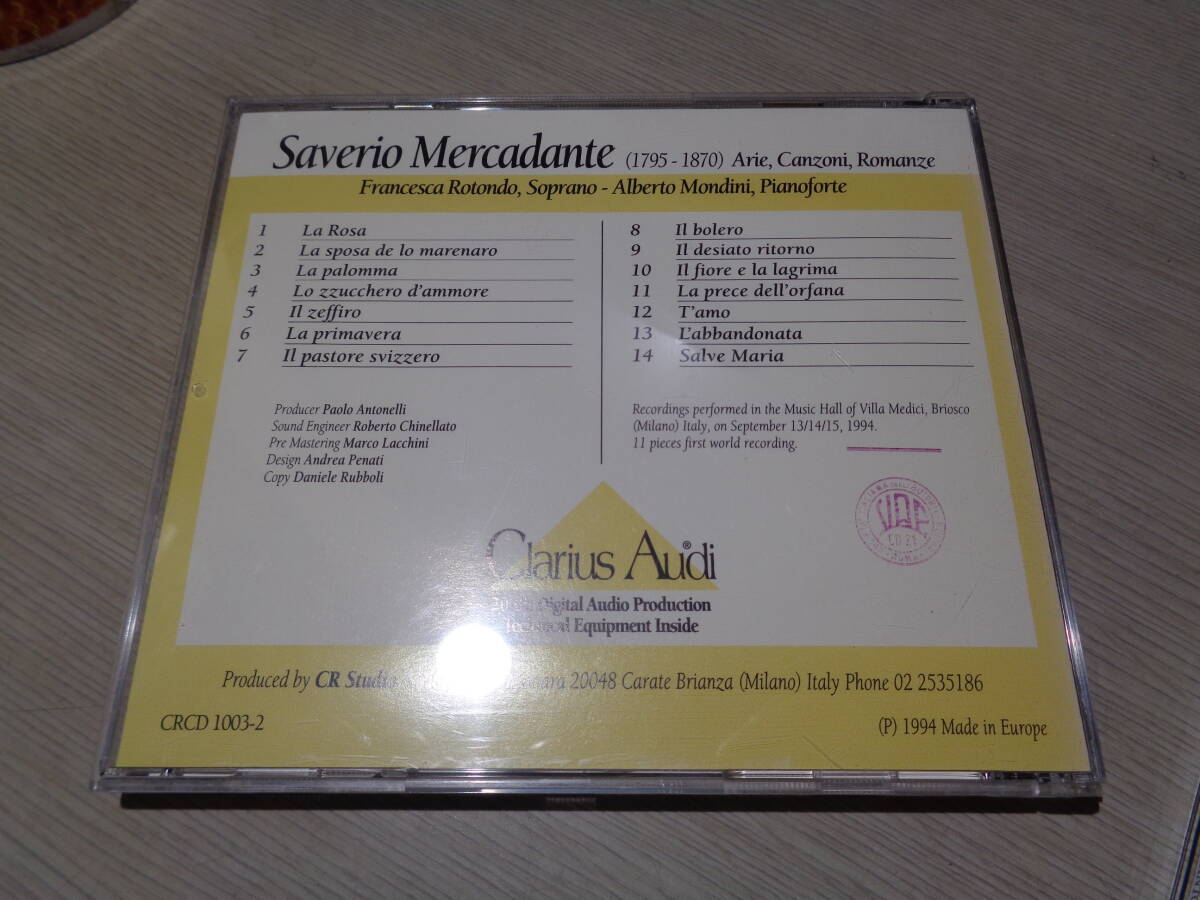 Saverio Mercadante (1795 - 1870) Arie, Canzoni, Romanze
Francesca Rotondo, Soprano - Alberto Mondini, Pianoforte
1 La Rosa
2 La sposa de lo marenaro
3 La palomma
4 Lo zzucchero d'ammore
5 Il zeffiro
6 La primavera
7 Il pastore svizzero
8 Il bolero
9 Il desiato ritorno
10 Il fiore e la lagrima
11 La prece dell'orfana
12 T'amo
13 L'abbandonata
14 Salve Maria
Producer Paolo Antonelli
Sound Engineer Roberto Chinellato
Pre Mastering Marco Lacchini
Design Andrea Penati
Copy Daniele Rubboli
Recordings performed in the Music Hall of Villa Medici, Briosco
(Milano) Italy, on September 13/14/15, 1994.
11 pieces first world recording.
Clarius Audi®
Digital Audio Production
Equipment Inside
Produced by CR Studio 20048 Carate Brianza (Milano) Italy Phone 02 2535186
CRCD 1003-2
(P) 1994 Made in Europe